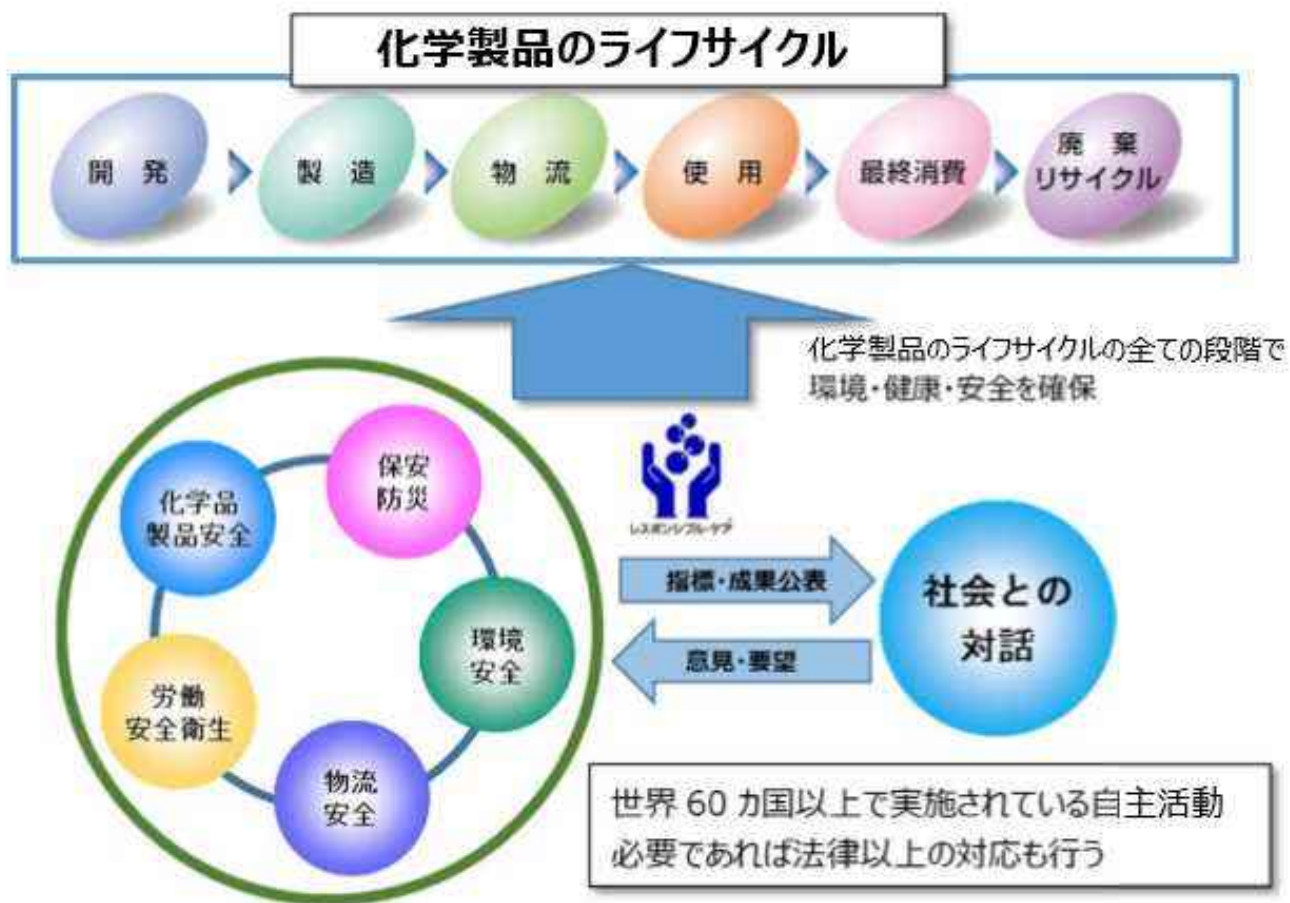 化学製品のライフサイクル
開発
製造
物流
使用
最終消費
廃棄
リサイクル
化学製品のライフサイクルの全ての段階で
環境・健康・安全を確保
保安
防災
化学品
製品安全
環境
安全
労働
安全衛生
物流
安全
レスポンシブル・ケア
指標・成果公表
意見・要望
社会との
対話
世界 60 カ国以上で実施されている自主活動
必要であれば法律以上の対応も行う